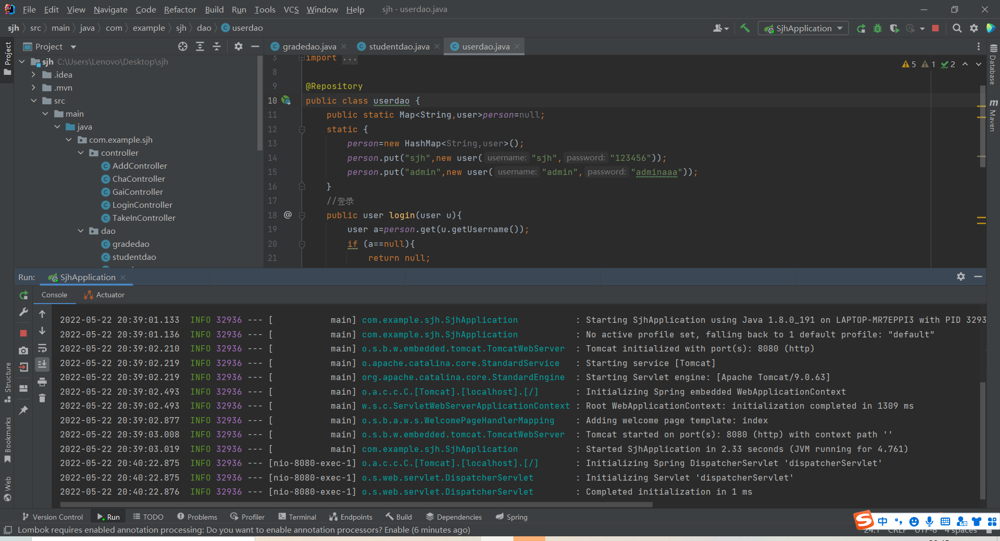 File Edit View Navigate Code Refactor Build Run Tools VCS Window Help sjh - userdao.java
sjh src main java com example sjh dao userdao
SjhApplication
Project
gradedao.java studentdao.java userdao.java
Project
sjh C:\Users\Lenovo\Desktop\sjh
.idea
.mvn
src
main
java
com.example.sjh
controller
AddController
ChaController
GaiController
LoginController
TakeInController
dao
gradedao
studentdao
5 1 2
3 import ...
8
9 @Repository
10 public class userdao {
11 public static Map<String,user>person=null;
12 static {
13 person=new HashMap<String,user>();
14 person.put("sjh",new user( username: "sjh", password: "123456"));
15 person.put("admin",new user( username: "admin", password: "adminaaa"));
16 }
17 //登录
18 @ public user login(user u){
19 user a=person.get(u.getUsername());
20 if (a==null){
21 return null;
Database
Maven
Run: SjhApplication
Console Actuator
2022-05-22 20:39:01.133 INFO 32936 --- [ main] com.example.sjh.SjhApplication : Starting SjhApplication using Java 1.8.0_191 on LAPTOP-MR7EPPI3 with PID 3293
2022-05-22 20:39:01.136 INFO 32936 --- [ main] com.example.sjh.SjhApplication : No active profile set, falling back to 1 default profile: "default"
2022-05-22 20:39:02.210 INFO 32936 --- [ main] o.s.b.w.embedded.tomcat.TomcatWebServer : Tomcat initialized with port(s): 8080 (http)
2022-05-22 20:39:02.219 INFO 32936 --- [ main] o.apache.catalina.core.StandardService : Starting service [Tomcat]
2022-05-22 20:39:02.219 INFO 32936 --- [ main] org.apache.catalina.core.StandardEngine : Starting Servlet engine: [Apache Tomcat/9.0.63]
2022-05-22 20:39:02.493 INFO 32936 --- [ main] o.a.c.c.C.[Tomcat].[localhost].[/] : Initializing Spring embedded WebApplicationContext
2022-05-22 20:39:02.493 INFO 32936 --- [ main] w.s.c.ServletWebServerApplicationContext : Root WebApplicationContext: initialization completed in 1309 ms
2022-05-22 20:39:02.877 INFO 32936 --- [ main] o.s.b.a.w.s.WelcomePageHandlerMapping : Adding welcome page template: index
2022-05-22 20:39:03.008 INFO 32936 --- [ main] o.s.b.w.embedded.tomcat.TomcatWebServer : Tomcat started on port(s): 8080 (http) with context path ''
2022-05-22 20:39:03.019 INFO 32936 --- [ main] com.example.sjh.SjhApplication : Started SjhApplication in 2.33 seconds (JVM running for 4.761)
2022-05-22 20:40:22.875 INFO 32936 --- [nio-8080-exec-1] o.a.c.c.C.[Tomcat].[localhost].[/] : Initializing Spring DispatcherServlet 'dispatcherServlet'
2022-05-22 20:40:22.875 INFO 32936 --- [nio-8080-exec-1] o.s.web.servlet.DispatcherServlet : Initializing Servlet 'dispatcherServlet'
2022-05-22 20:40:22.876 INFO 32936 --- [nio-8080-exec-1] o.s.web.servlet.DispatcherServlet : Completed initialization in 1 ms
Structure
Bookmarks
Web
Version Control Run TODO Problems Profiler Terminal Endpoints Build Dependencies Spring
Lombok requires enabled annotation processing: Do you want to enable annotation processors? Enable (6 minutes ago)
24:1 CRLF UTF-8 4 spaces
中